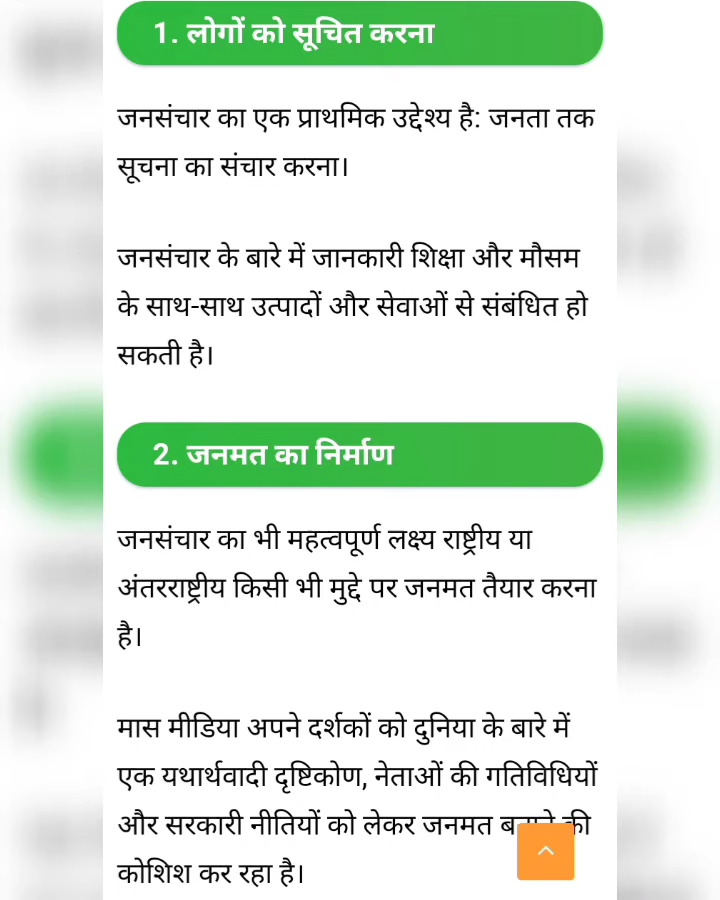 1. लोगों को सूचित करना
जनसंचार का एक प्राथमिक उद्देश्य है: जनता तक
सूचना का संचार करना।
जनसंचार के बारे में जानकारी शिक्षा और मौसम
के साथ-साथ उत्पादों और सेवाओं से संबंधित हो
सकती है।
2. जनमत का निर्माण
जनसंचार का भी महत्वपूर्ण लक्ष्य राष्ट्रीय या
अंतरराष्ट्रीय किसी भी मुद्दे पर जनमत तैयार करना
है।
मास मीडिया अपने दर्शकों को दुनिया के बारे में
एक यथार्थवादी दृष्टिकोण, नेताओं की गतिविधियों
और सरकारी नीतियों को लेकर जनमत की
कोशिश कर रहा है।